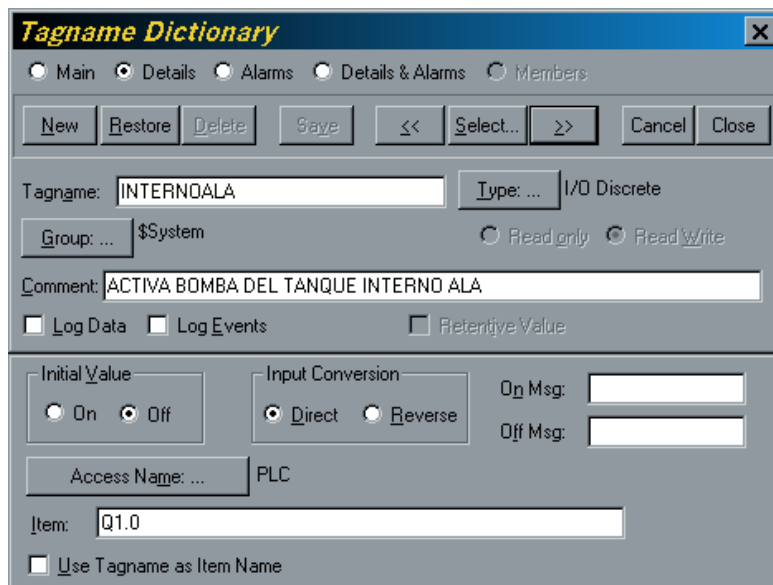 Tagname Dictionary
Main Details Alarms Details & Alarms Members
New Restore Delete Save << Select... >> Cancel Close
Tagname: INTERNOALA Type: ... I/O Discrete
Group: ... $System Read only Read Write
Comment: ACTIVA BOMBA DEL TANQUE INTERNO ALA
Log Data Log Events Retentive Value
Initial Value Input Conversion
On Msg:
On Off Direct Reverse
Off Msg:
Access Name: ... PLC
Item: Q1.0
Use Tagname as Item Name